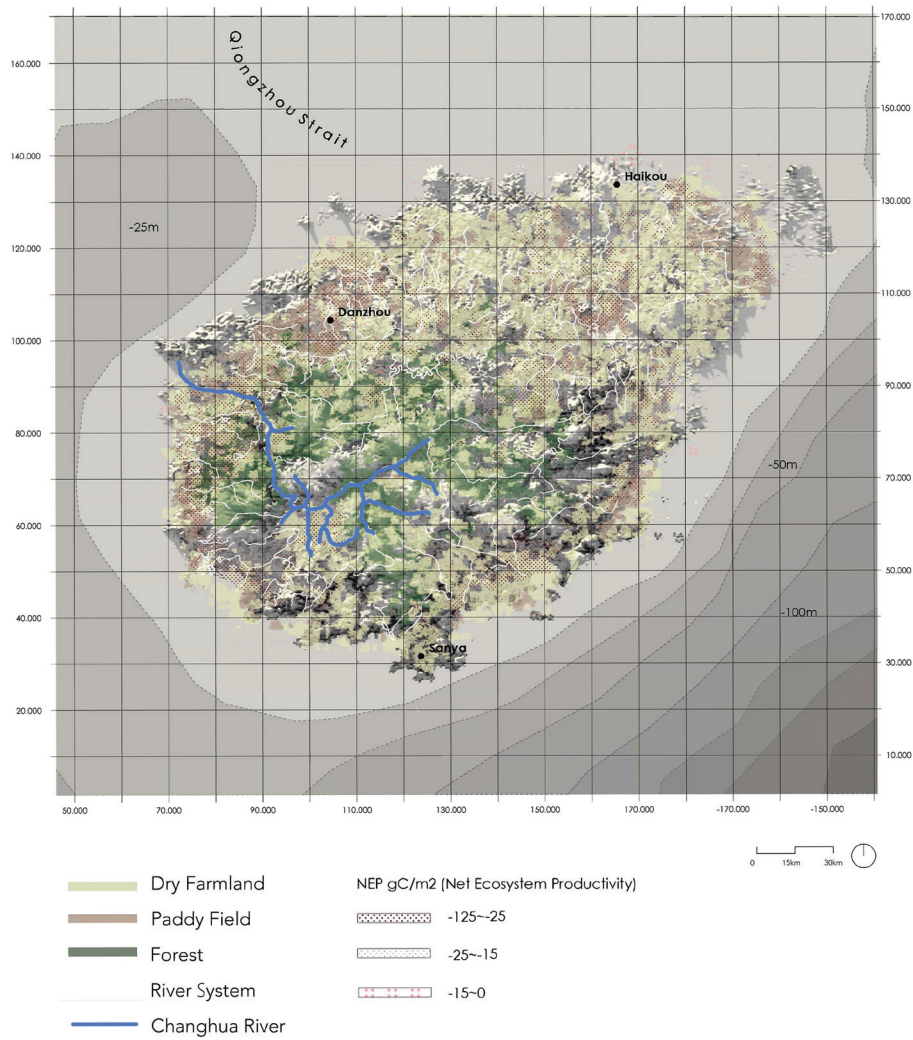 170.000
160.000
Qiongzhou Strait
150.000
140.000
Haikou
130.000
-25m
120.000
110.000
Danzhou
100.000
90.000
80.000
-50m
70.000
60.000
50.000
-100m
40.000
Sanya
30.000
20.000
10.000
50.000 70.000 90.000 110.000 130.000 150.000 170.000 -170.000 -150.000
0 15km 30km
Dry Farmland
NEP gC/m2 (Net Ecosystem Productivity)
Paddy Field
-125~-25
Forest
-25~-15
River System
-15~0
Changhua River